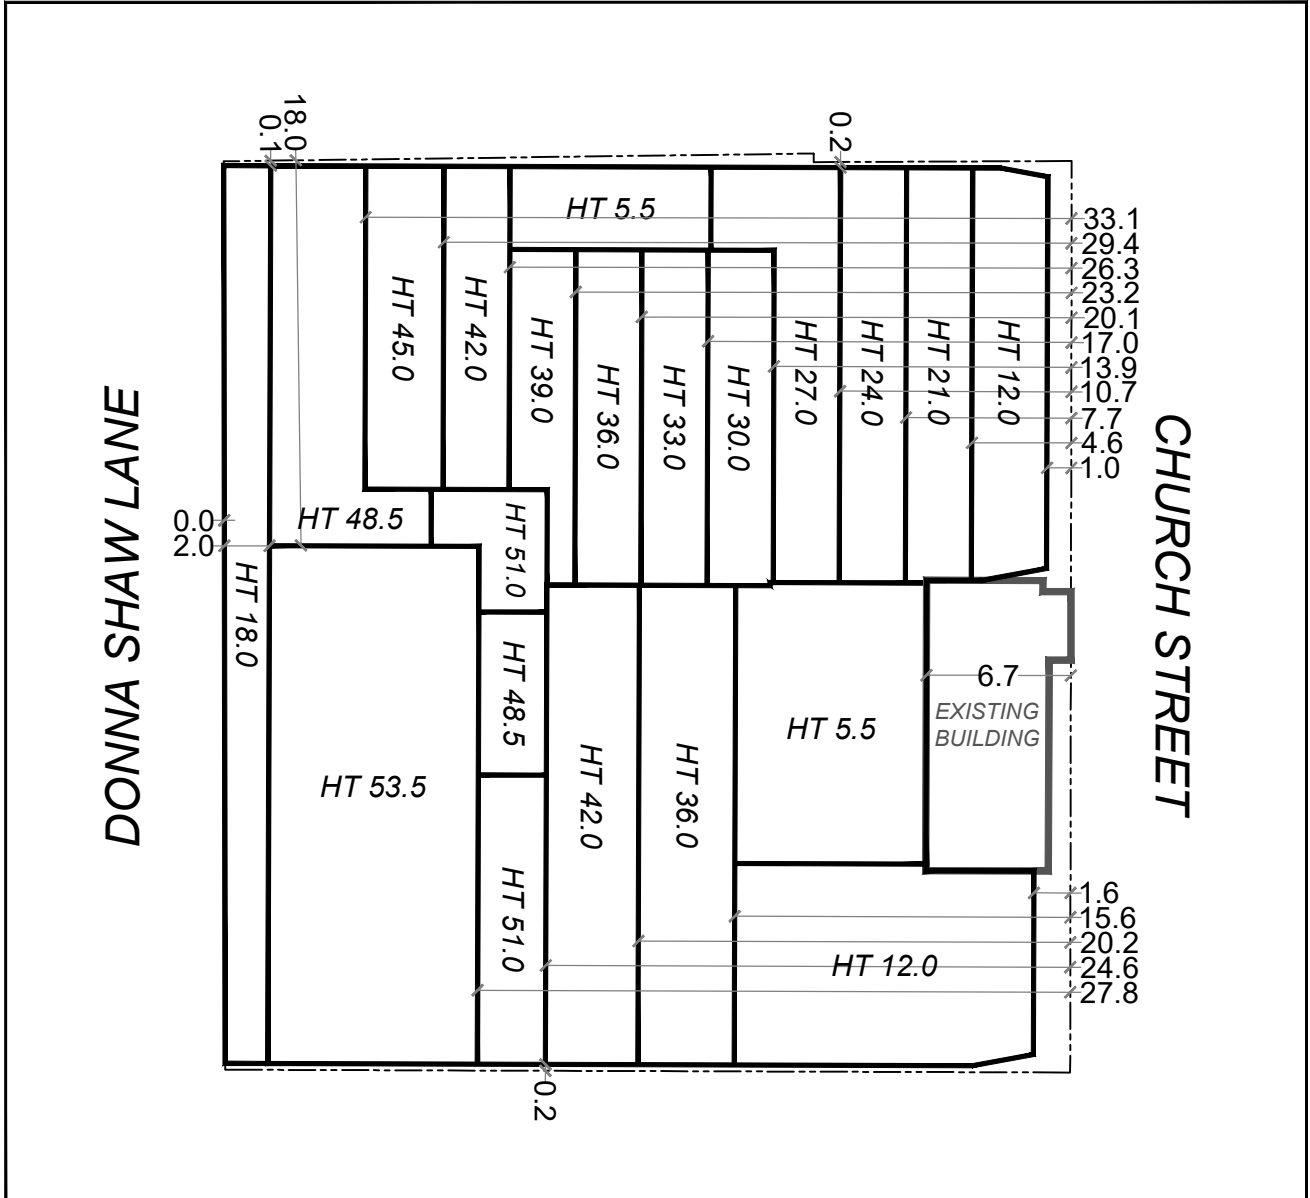 18.0
0.1
0.2
HT 5.5
33.1
29.4
26.3
23.2
20.1
17.0
13.9
10.7
7.7
4.6
1.0
HT 45.0
HT 42.0
HT 39.0
HT 36.0
HT 33.0
HT 30.0
HT 27.0
HT 24.0
HT 21.0
HT 12.0
DONNA SHAW LANE
CHURCH STREET
0.0
2.0
HT 48.5
HT 51.0
HT 18.0
HT 48.5
6.7
EXISTING
BUILDING
HT 5.5
HT 53.5
HT 42.0
HT 36.0
HT 51.0
HT 12.0
1.6
15.6
20.2
24.6
27.8
0.2